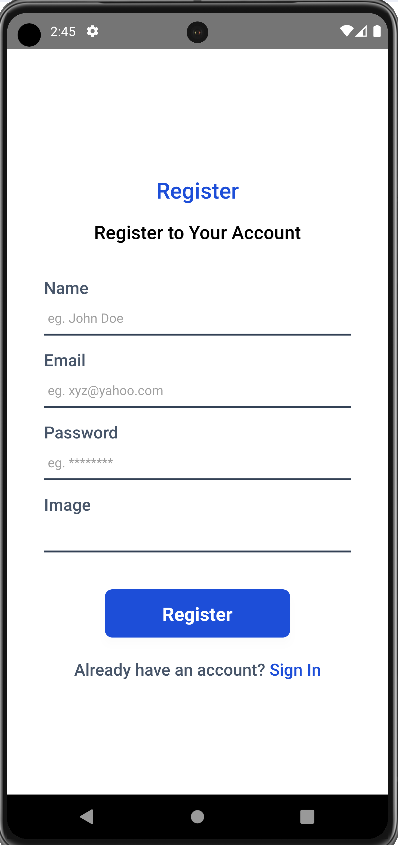 2:45
Register
Register to Your Account
Name
eg. John Doe
Email
eg. xyz@yahoo.com
Password
eg. ********
Image
Register
Already have an account? Sign In